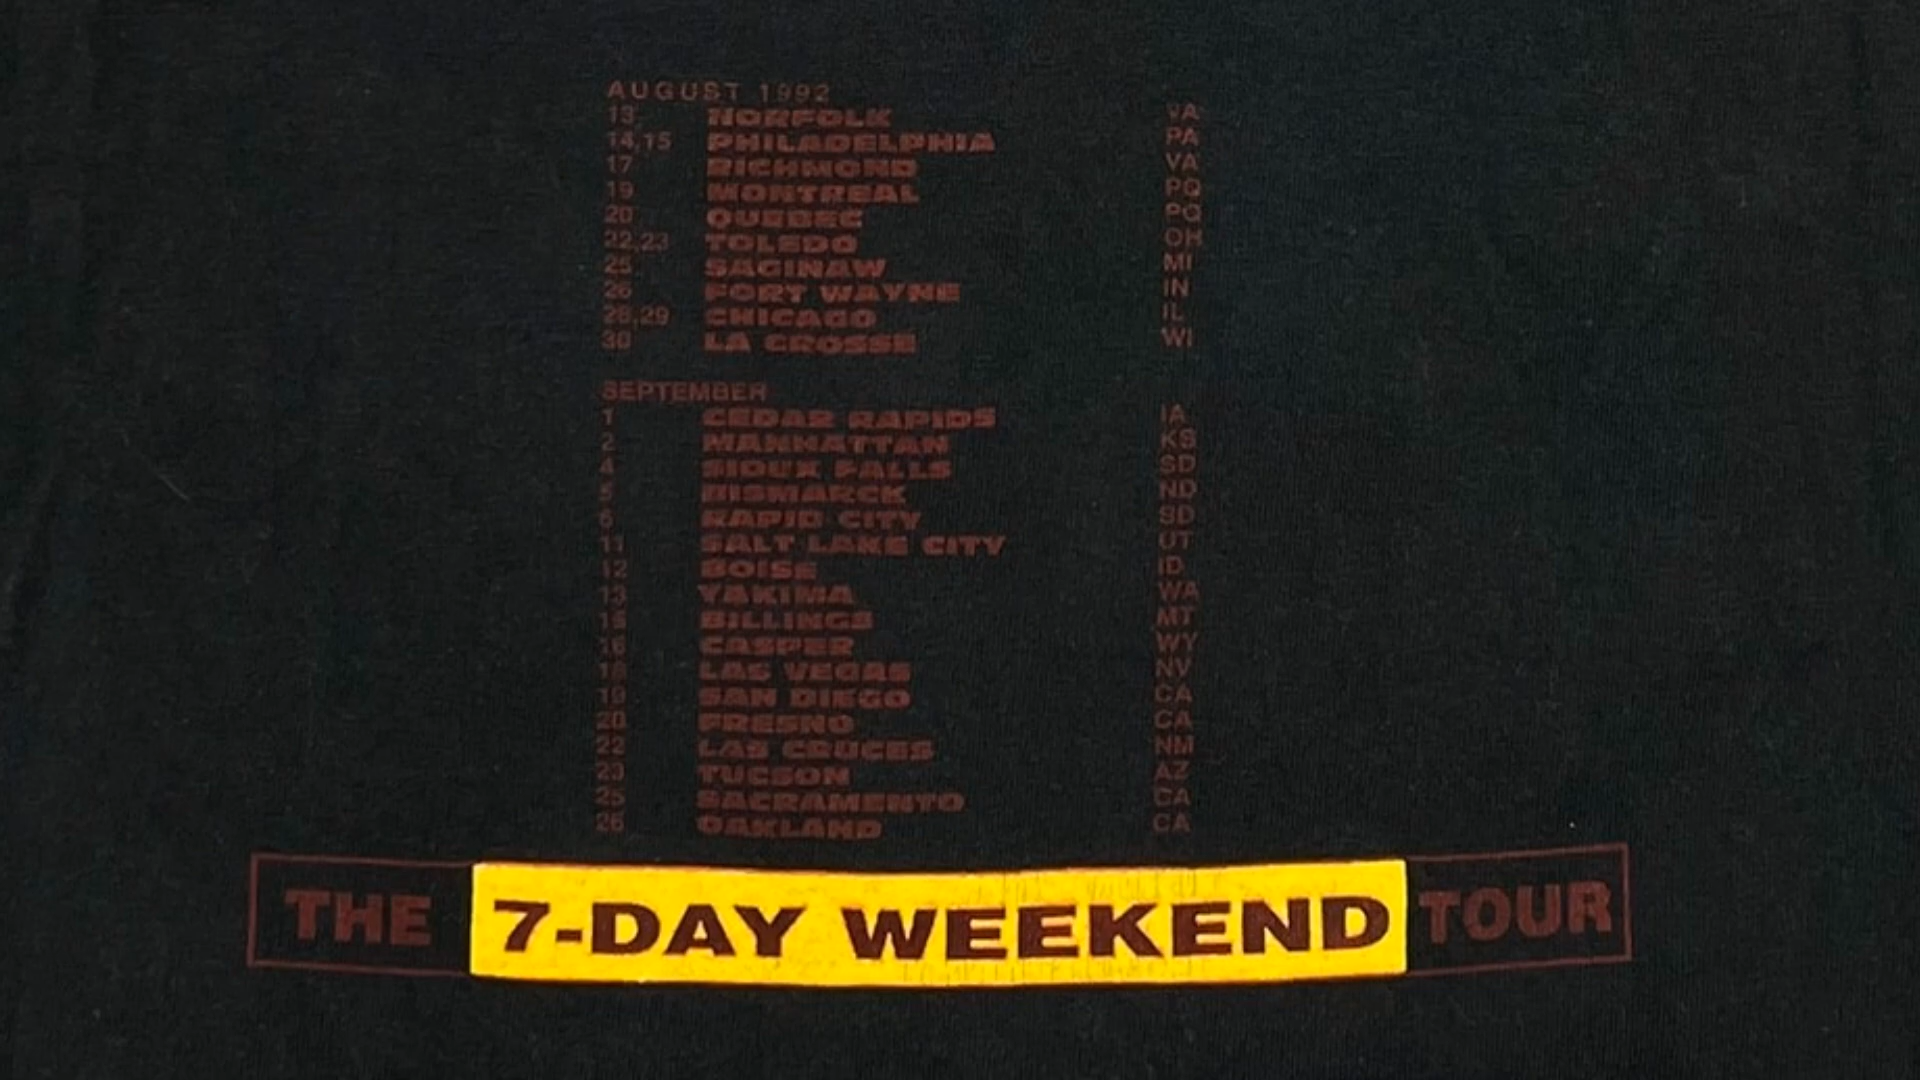 AUGUST 1992
13, NORFOLK VA
14,15 PHILADELPHIA PA
17 RICHMOND VA
19 MONTREAL PQ
20 QUEBEC PQ
22,23 TOLEDO OH
25 SAGINAW MI
26 FORT WAYNE IN
28,29 CHICAGO IL
30 LA CROSSE WI
SEPTEMBER
1 CEDAR RAPIDS IA
2 MANHATTAN KS
4 SIOUX FALLS SD
5 BISMARCK ND
6 RAPID CITY SD
11 SALT LAKE CITY UT
12 BOISE ID
13 YAKIMA WA
15 BILLINGS MT
16 CASPER WY
18 LAS VEGAS NV
19 SAN DIEGO CA
20 FRESNO CA
22 LAS CRUCES NM
23 TUCSON AZ
25 SACRAMENTO CA
26 OAKLAND CA
THE 7-DAY WEEKEND TOUR